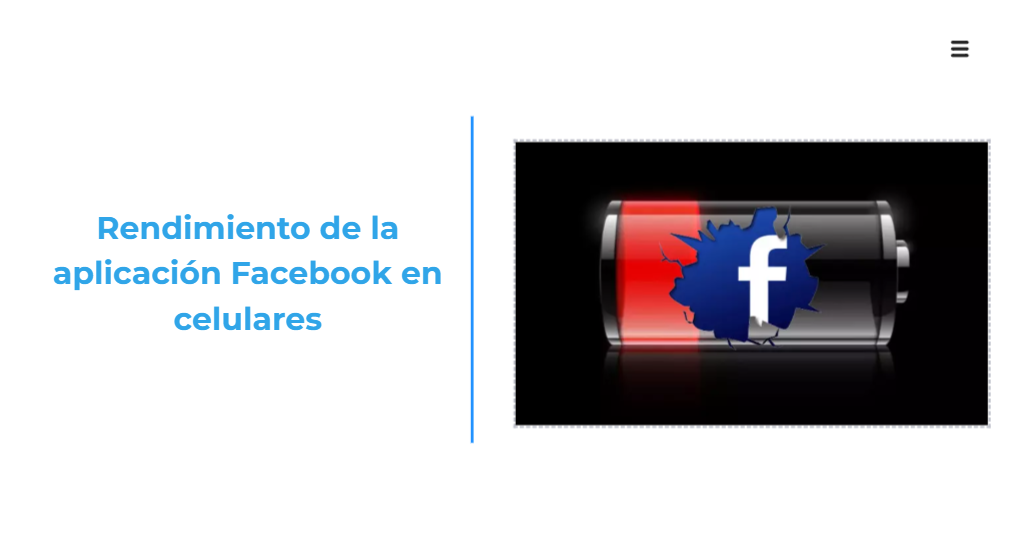 Rendimiento de la
aplicación Facebook en
celulares
f